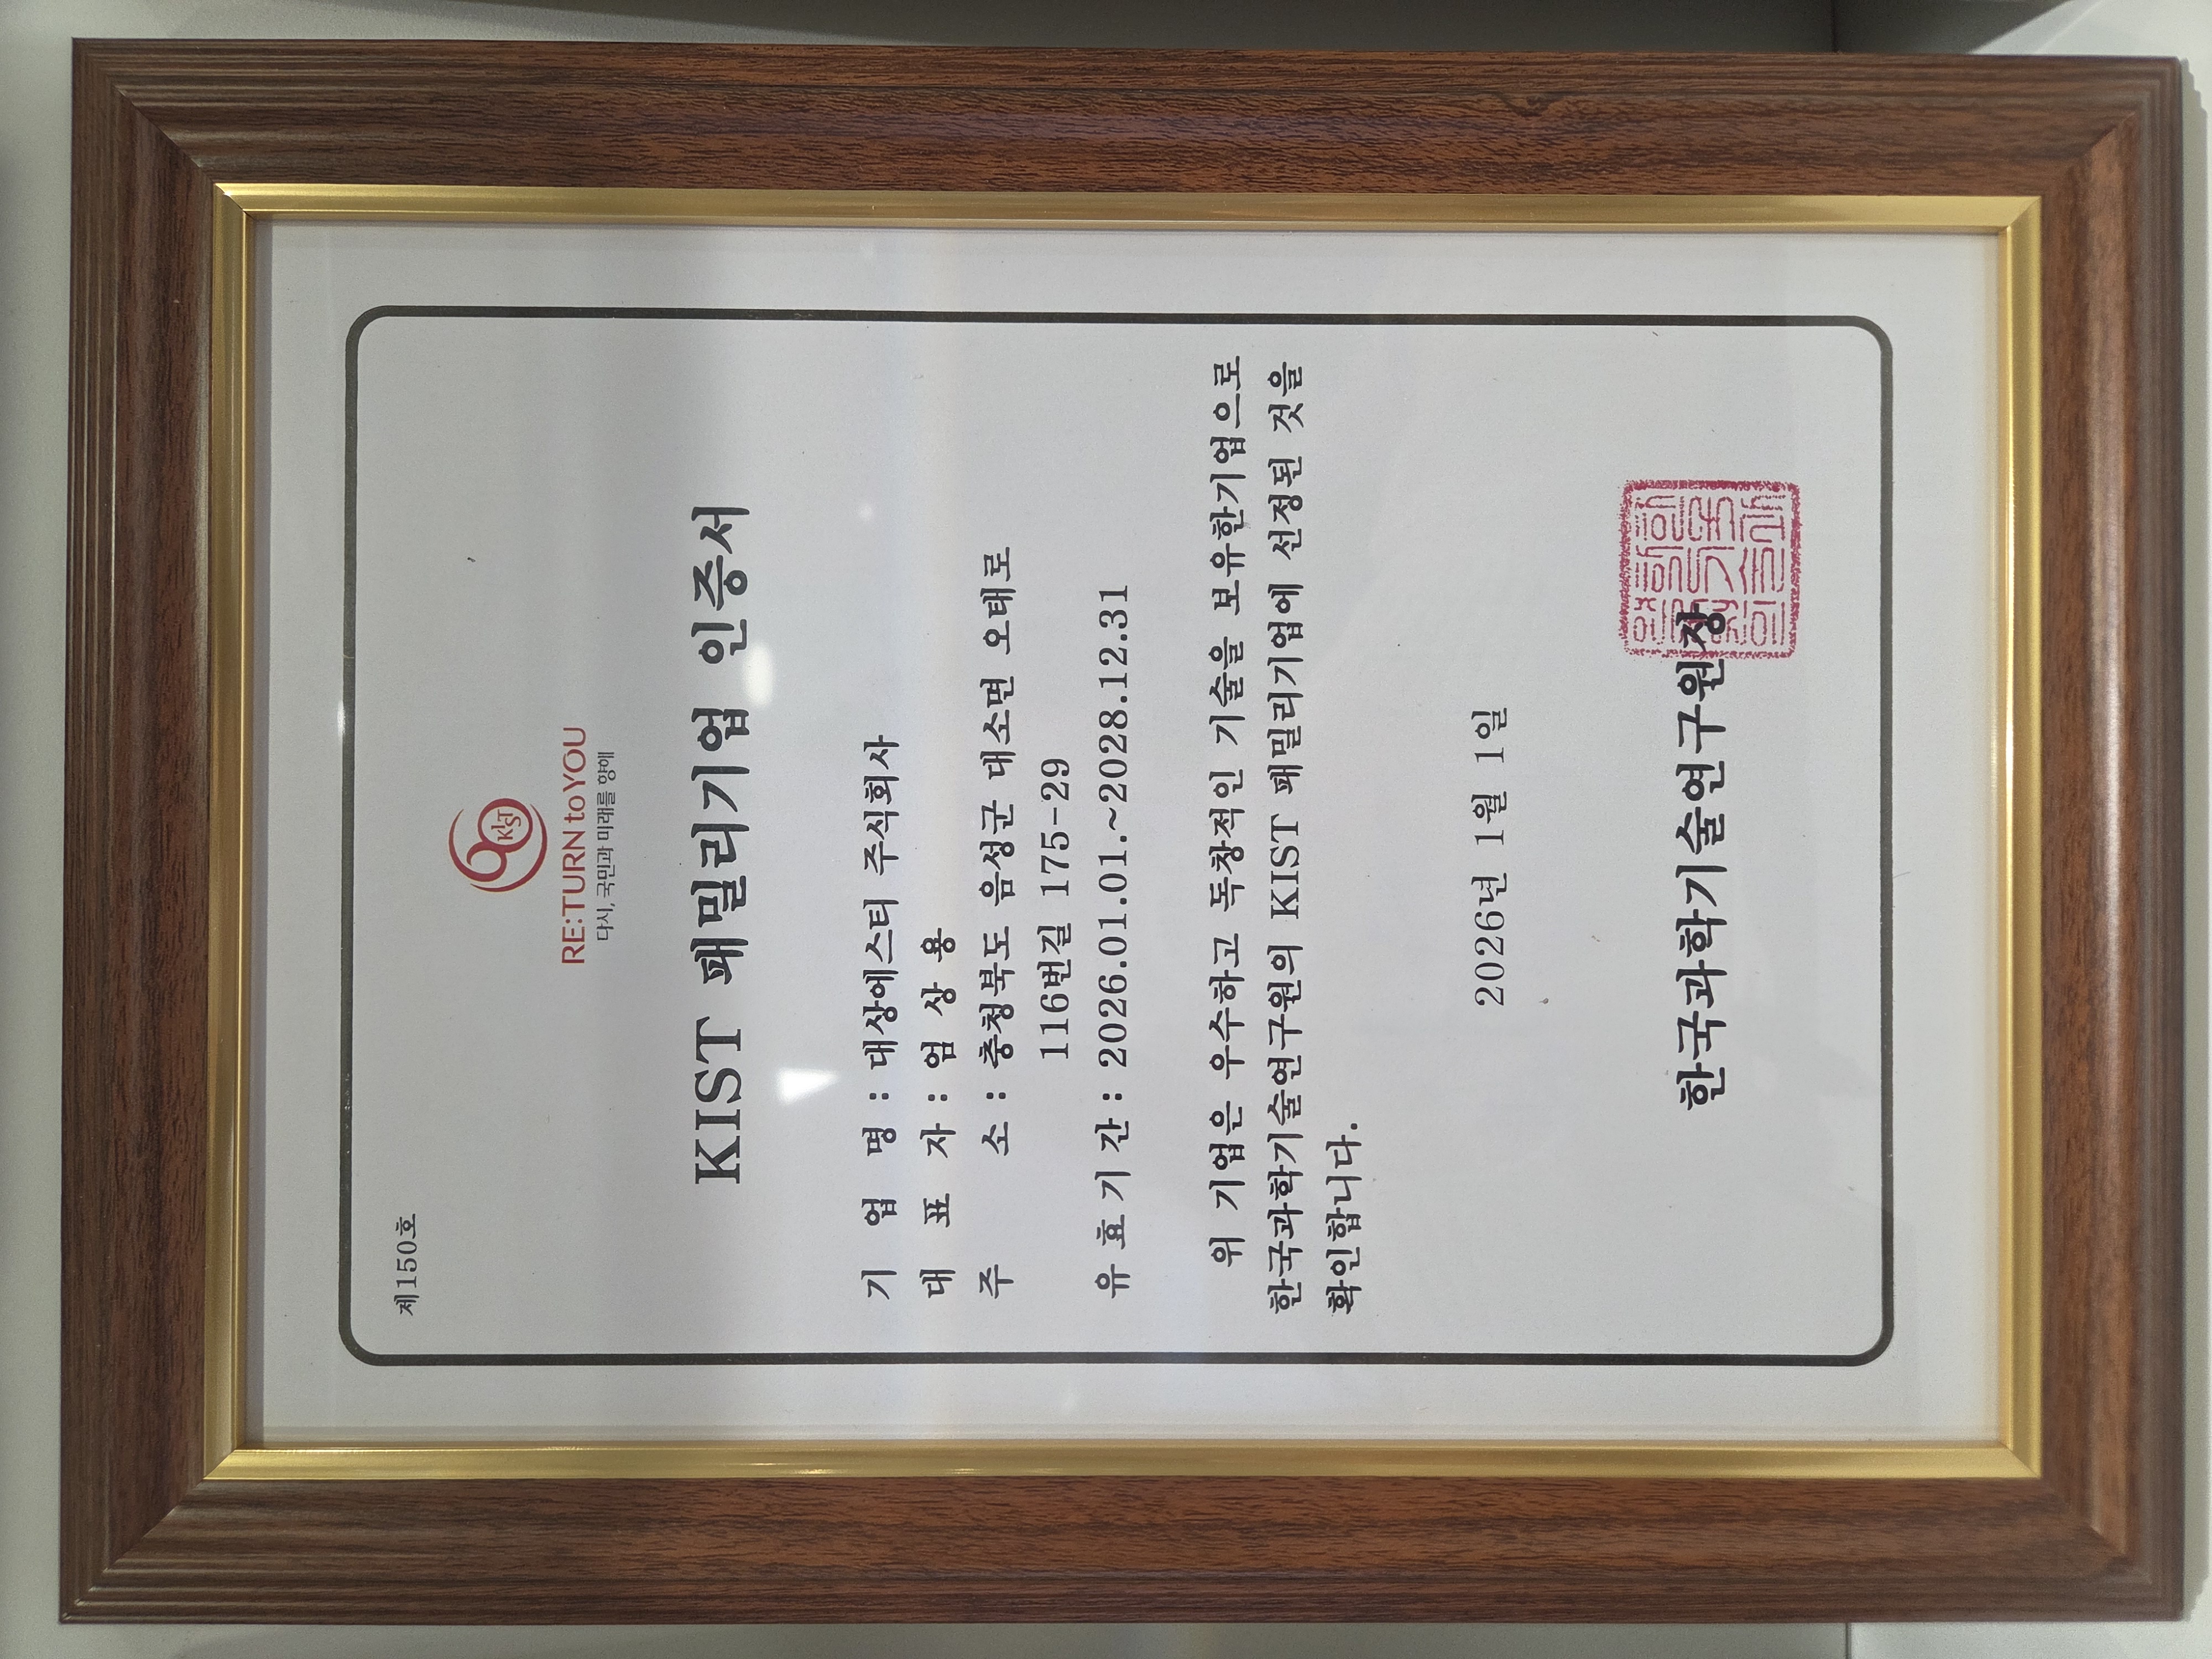 제150호
KIST
RE:TURN to YOU
다시, 국민과 미래를 향해
KIST 패밀리기업 인증서
기 업 명 : 대상에스티 주식회사
대 표 자 : 엄 상 용
주 소 : 충청북도 음성군 대소면 오태로
116번길 175-29
유 효 기 간 : 2026.01.01.~2028.12.31
위 기업은 우수하고 독창적인 기술을 보유한기업으로
한국과학기술연구원의 KIST 패밀리기업에 선정된 것을
확인합니다.
2026년 1월 1일
한국과학기술연구원장